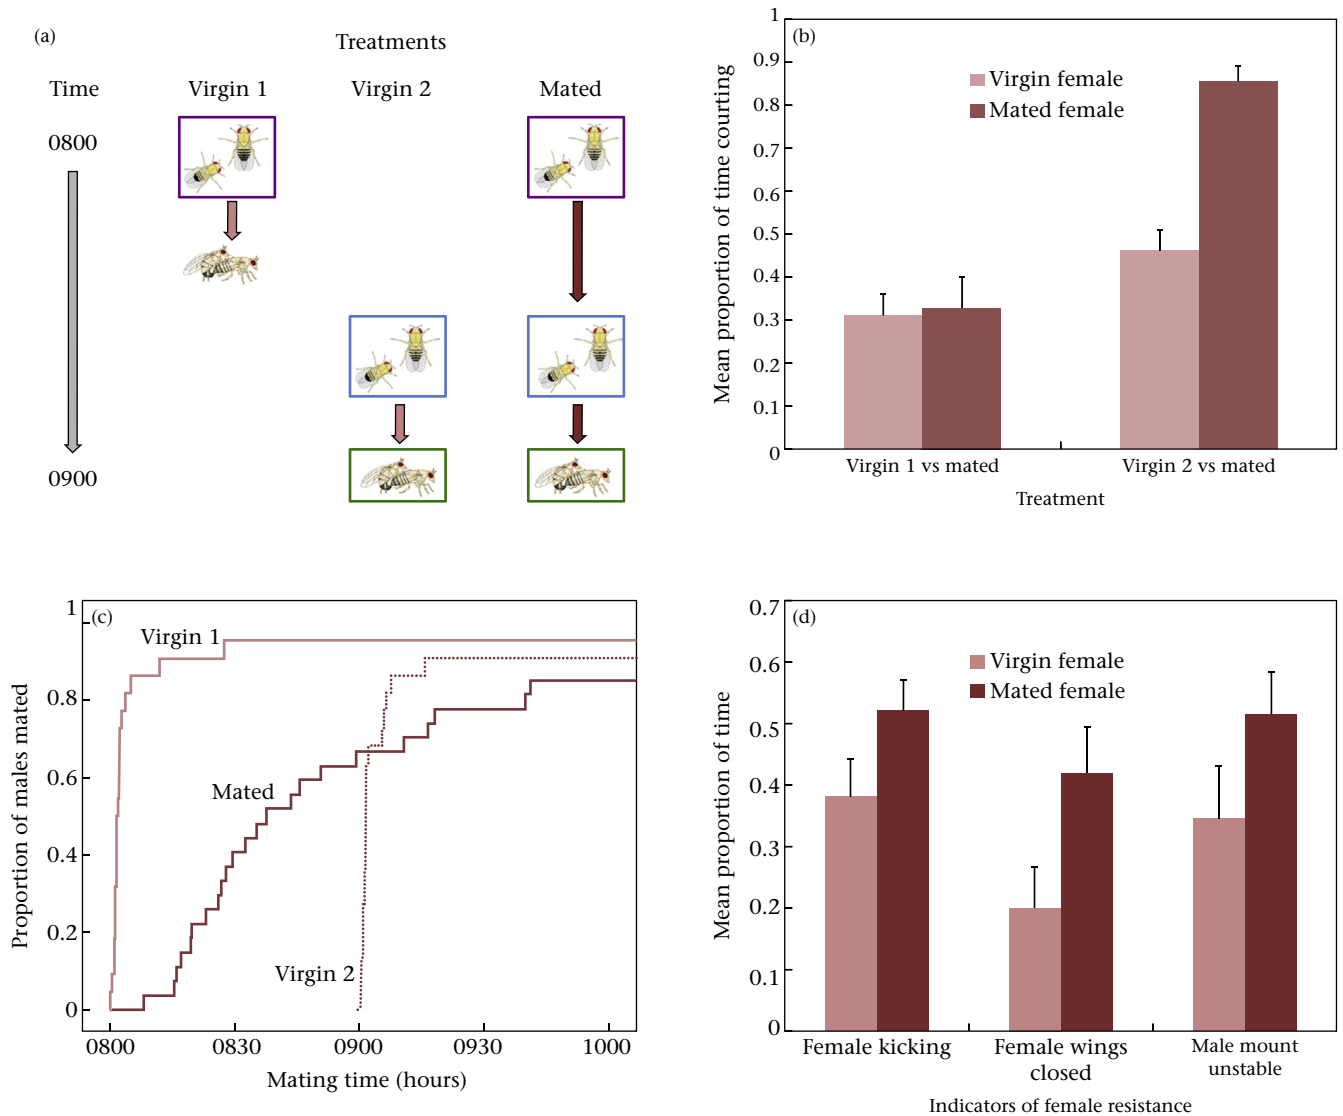 (a)
Treatments
Time
Virgin 1
Virgin 2
Mated
0800
0900
(b)
Mean proportion of time courting
1
0.9
0.8
0.7
0.6
0.5
0.4
0.3
0.2
0.1
0
Virgin female
Mated female
Virgin 1 vs mated
Virgin 2 vs mated
Treatment
(c)
Proportion of males mated
1
0.8
0.6
0.4
0.2
0
Virgin 1
Mated
Virgin 2
0800
0830
0900
0930
1000
Mating time (hours)
(d)
Mean proportion of time
0.7
0.6
0.5
0.4
0.3
0.2
0.1
0
Virgin female
Mated female
Female kicking
Female wings
closed
Male mount
unstable
Indicators of female resistance